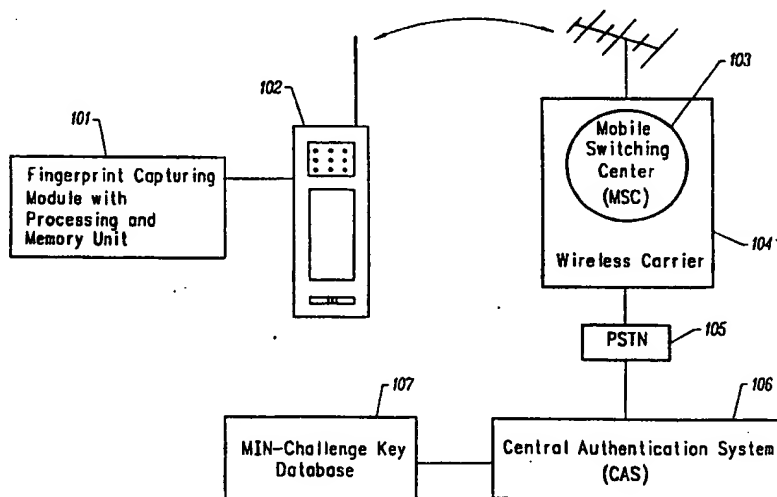 103
102
101
Mobile
Switching
Center
(MSC)
Fingerprint Capturing
Module with
Processing and
Memory Unit
104
Wireless Carrier
PSTN
105
107
106
MIN-Challenge Key
Database
Central Authentication System
(CAS)